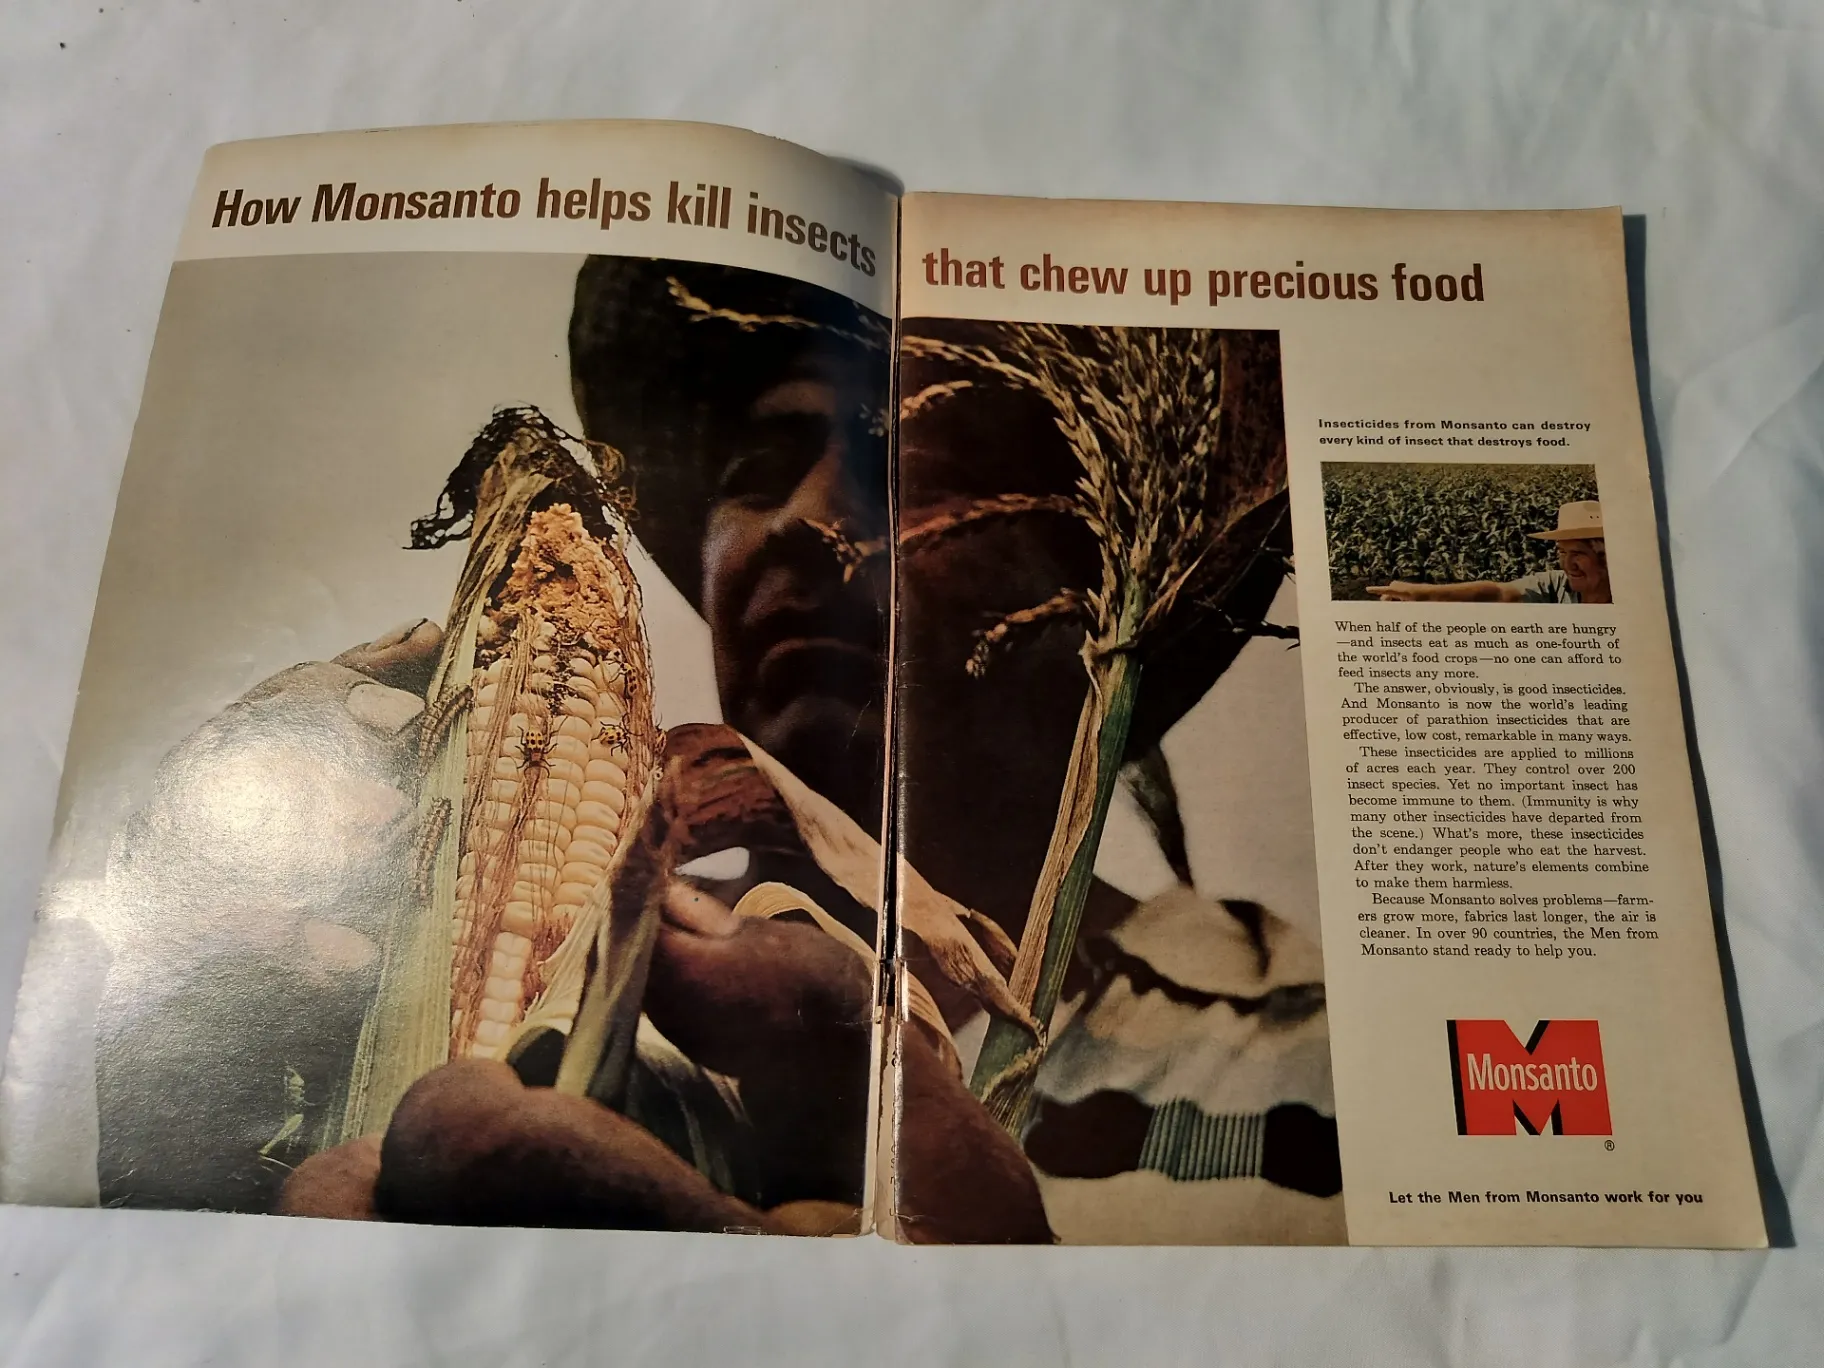 How Monsanto helps kill insects that chew up precious food
Insecticides from Monsanto can destroy
every kind of insect that destroys food.
When half of the people on earth are hungry
—and insects eat as much as one-fourth of
the world's food crops—no one can afford to
feed insects any more.
The answer, obviously, is good insecticides.
And Monsanto is now the world's leading
producer of parathion insecticides that are
effective, low cost, remarkable in many ways.
These insecticides are applied to millions
of acres each year. They control over 200
insect species. Yet no important insect has
become immune to them. (Immunity is why
many other insecticides have departed from
the scene.) What's more, these insecticides
don't endanger people who eat the harvest.
After they work, nature's elements combine
to make them harmless.
Because Monsanto solves problems—farm-
ers grow more, fabrics last longer, the air is
cleaner. In over 90 countries, the Men from
Monsanto stand ready to help you.
Monsanto
®
Let the Men from Monsanto work for you